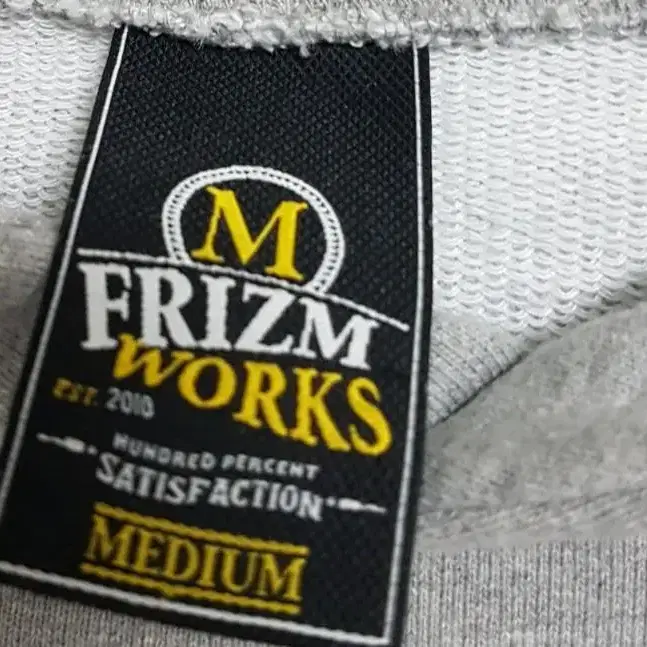 M
FRIZM
WORKS
EST. 2010
HUNDRED PERCENT
SATISFACTION
MEDIUM